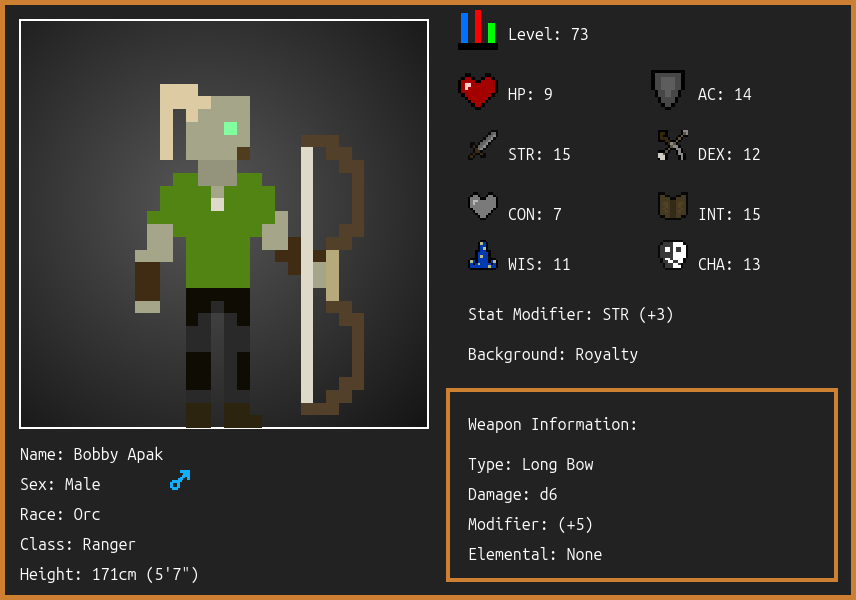 Level: 73
HP: 9
AC: 14
STR: 15
DEX: 12
CON: 7
INT: 15
WIS: 11
CHA: 13
Stat Modifier: STR (+3)
Background: Royalty
Weapon Information:
Type: Long Bow
Damage: d6
Modifier: (+5)
Elemental: None
Name: Bobby Apak
Sex: Male
Race: Orc
Class: Ranger
Height: 171cm (5'7")